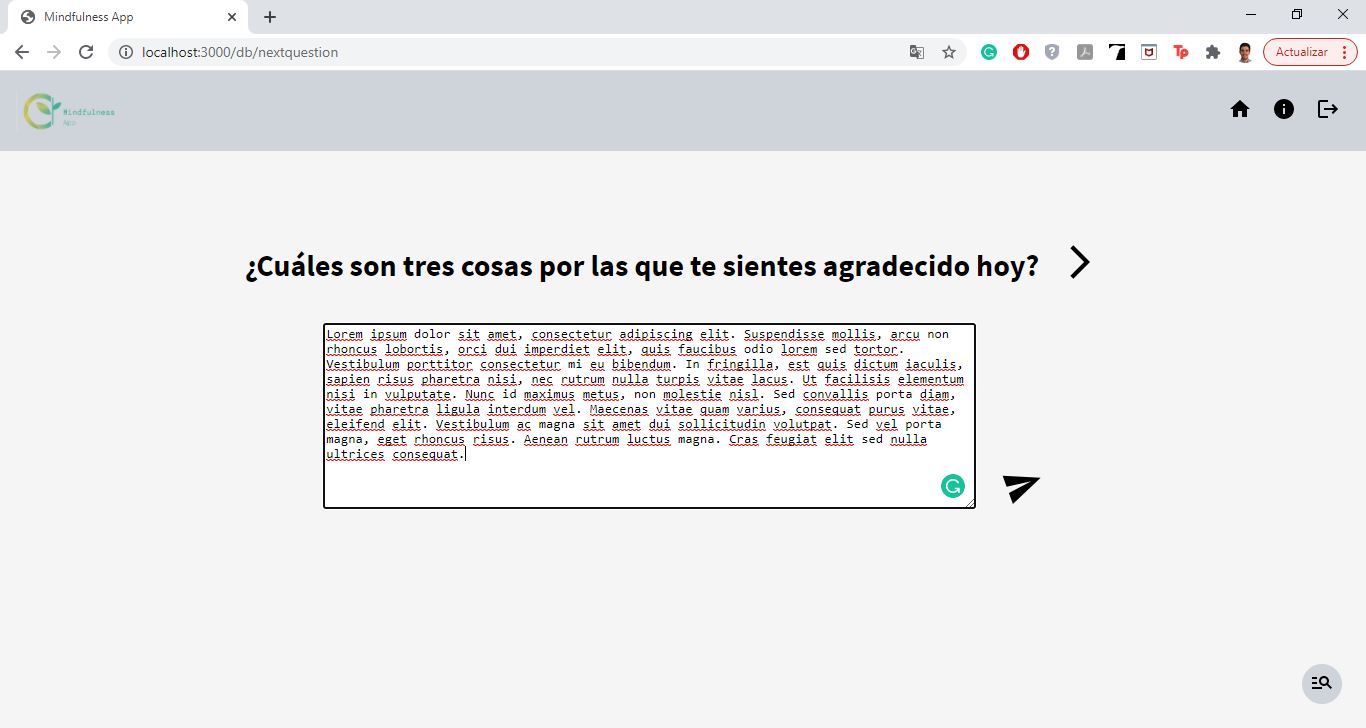 Mindfulness App
localhost:3000/db/nextquestion
Actualizar
Mindfulness
App
¿Cuáles son tres cosas por las que te sientes agradecido hoy?
Lorem ipsum dolor sit amet, consectetur adipiscing elit. Suspendisse mollis, arcu non
rhoncus lobortis, orci dui imperdiet elit, quis faucibus odio lorem sed tortor.
Vestibulum porttitor consectetur mi eu bibendum. In fringilla, est quis dictum iaculis,
sapien risus pharetra nisi, nec rutrum nulla turpis vitae lacus. Ut facilisis elementum
nisi in vulputate. Nunc id maximus metus, non molestie nisl. Sed convallis porta diam,
vitae pharetra ligula interdum vel. Maecenas vitae quam varius, consequat purus vitae,
eleifend elit. Vestibulum ac magna sit amet dui sollicitudin volutpat. Sed vel porta
magna, eget rhoncus risus. Aenean rutrum luctus magna. Cras feugiat elit sed nulla
ultrices consequat.